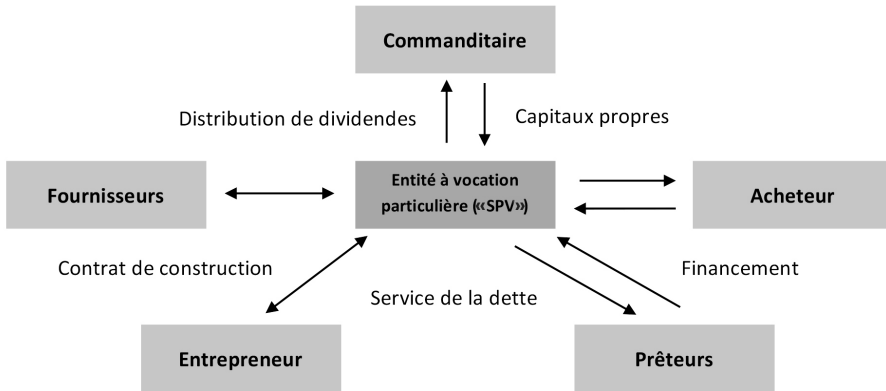 Commanditaire
Distribution de dividendes
Capitaux propres
Fournisseurs
Entité à vocation
particulière («SPV»)
Acheteur
Contrat de construction
Financement
Service de la dette
Entrepreneur
Prêteurs